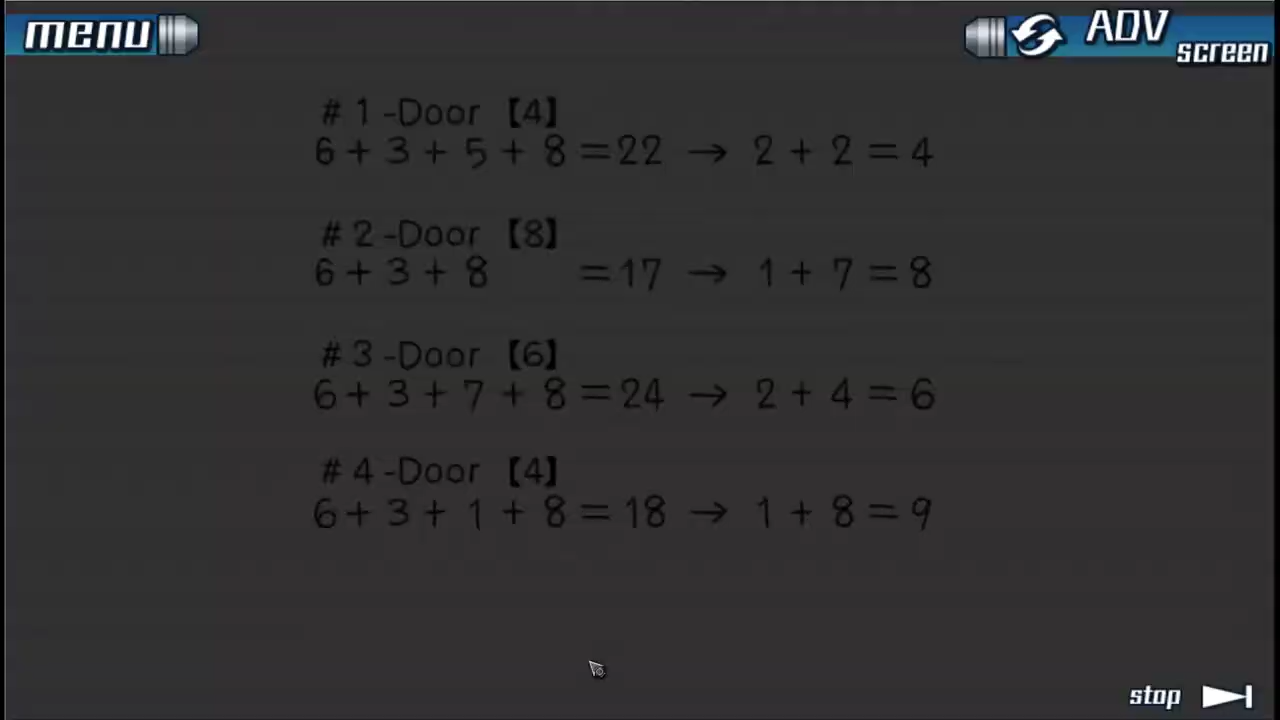 menu
ADV
screen
# 1 -Door 【4】
6 + 3 + 5 + 8 = 22 → 2 + 2 = 4
# 2 -Door 【8】
6 + 3 + 8 = 17 → 1 + 7 = 8
# 3 -Door 【6】
6 + 3 + 7 + 8 = 24 → 2 + 4 = 6
# 4 -Door 【4】
6 + 3 + 1 + 8 = 18 → 1 + 8 = 9
stop